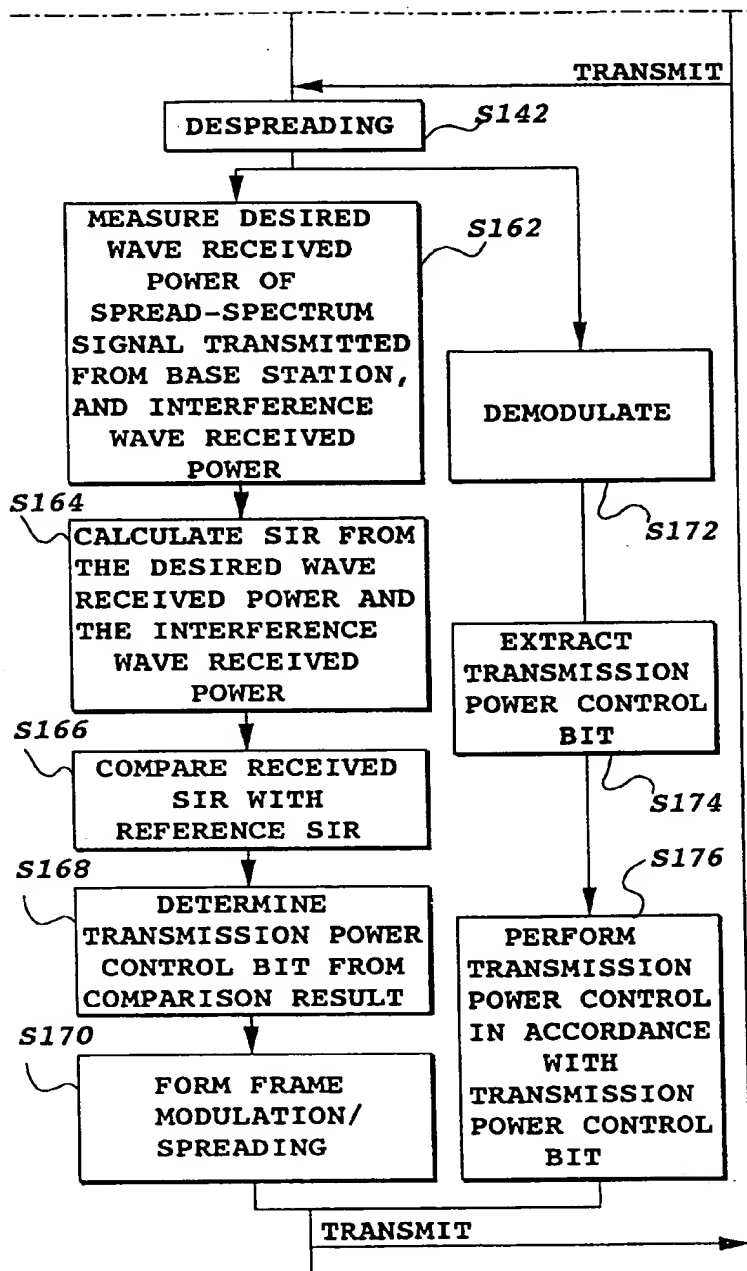 TRANSMIT
DESPREADING
S142
MEASURE DESIRED
WAVE RECEIVED
POWER OF
SPREAD-SPECTRUM
SIGNAL TRANSMITTED
FROM BASE STATION,
AND INTERFERENCE
WAVE RECEIVED
POWER
S162
DEMODULATE
S172
S164
CALCULATE SIR FROM
THE DESIRED WAVE
RECEIVED POWER AND
THE INTERFERENCE
WAVE RECEIVED
POWER
EXTRACT
TRANSMISSION
POWER CONTROL
BIT
S174
S166
COMPARE RECEIVED
SIR WITH
REFERENCE SIR
S168
DETERMINE
TRANSMISSION POWER
CONTROL BIT FROM
COMPARISON RESULT
S176
PERFORM
TRANSMISSION
POWER CONTROL
IN ACCORDANCE
WITH
TRANSMISSION
POWER CONTROL
BIT
S170
FORM FRAME
MODULATION/
SPREADING
TRANSMIT